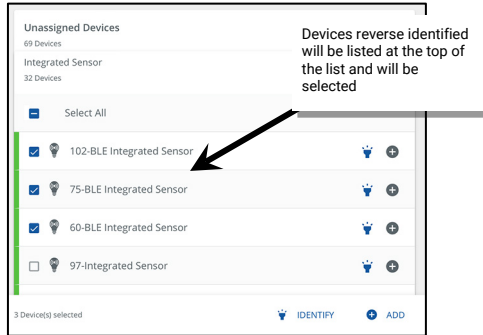 Unassigned Devices
69 Devices
Integrated Sensor
32 Devices
Select All
102-BLE Integrated Sensor
75-BLE Integrated Sensor
60-BLE Integrated Sensor
97-Integrated Sensor
3 Device(s) selected
IDENTIFY
ADD
Devices reverse identified
will be listed at the top of
the list and will be
selected